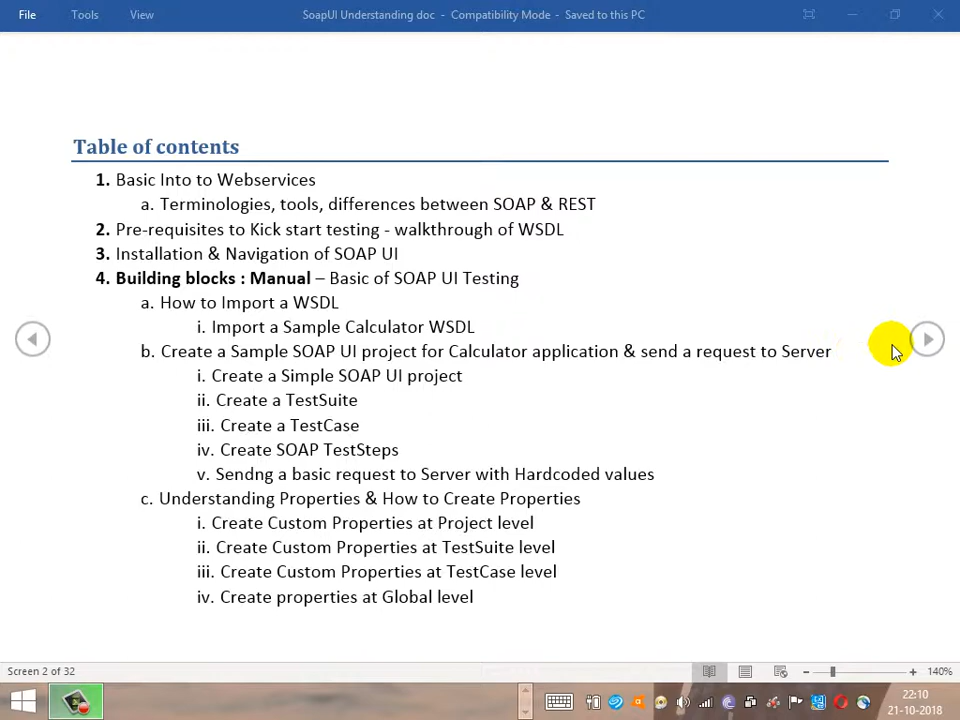 File Tools View SoapUI Understanding doc - Compatibility Mode - Saved to this PC
Table of contents
1. Basic Into to Webservices
a. Terminologies, tools, differences between SOAP & REST
2. Pre-requisites to Kick start testing - walkthrough of WSDL
3. Installation & Navigation of SOAP UI
4. Building blocks : Manual – Basic of SOAP UI Testing
a. How to Import a WSDL
i. Import a Sample Calculator WSDL
b. Create a Sample SOAP UI project for Calculator application & send a request to Server
i. Create a Simple SOAP UI project
ii. Create a TestSuite
iii. Create a TestCase
iv. Create SOAP TestSteps
v. Sendng a basic request to Server with Hardcoded values
c. Understanding Properties & How to Create Properties
i. Create Custom Properties at Project level
ii. Create Custom Properties at TestSuite level
iii. Create Custom Properties at TestCase level
iv. Create properties at Global level
Screen 2 of 32 140%
22:10
21-10-2018